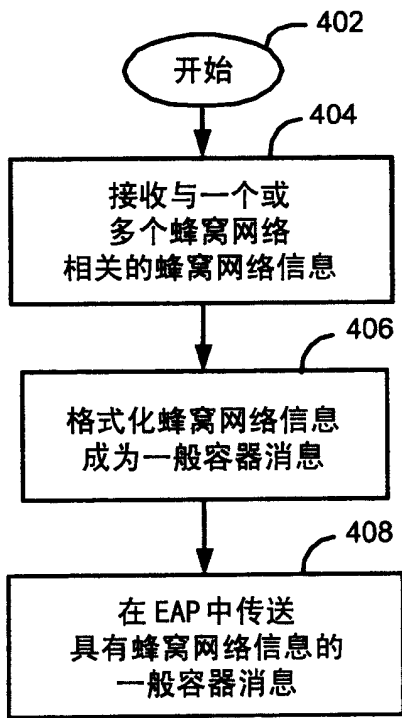 402
开始
404
接收与一个或
多个蜂窝网络
相关的蜂窝网络信息
406
格式化蜂窝网络信息
成为一般容器消息
408
在EAP中传送
具有蜂窝网络信息的
一般容器消息